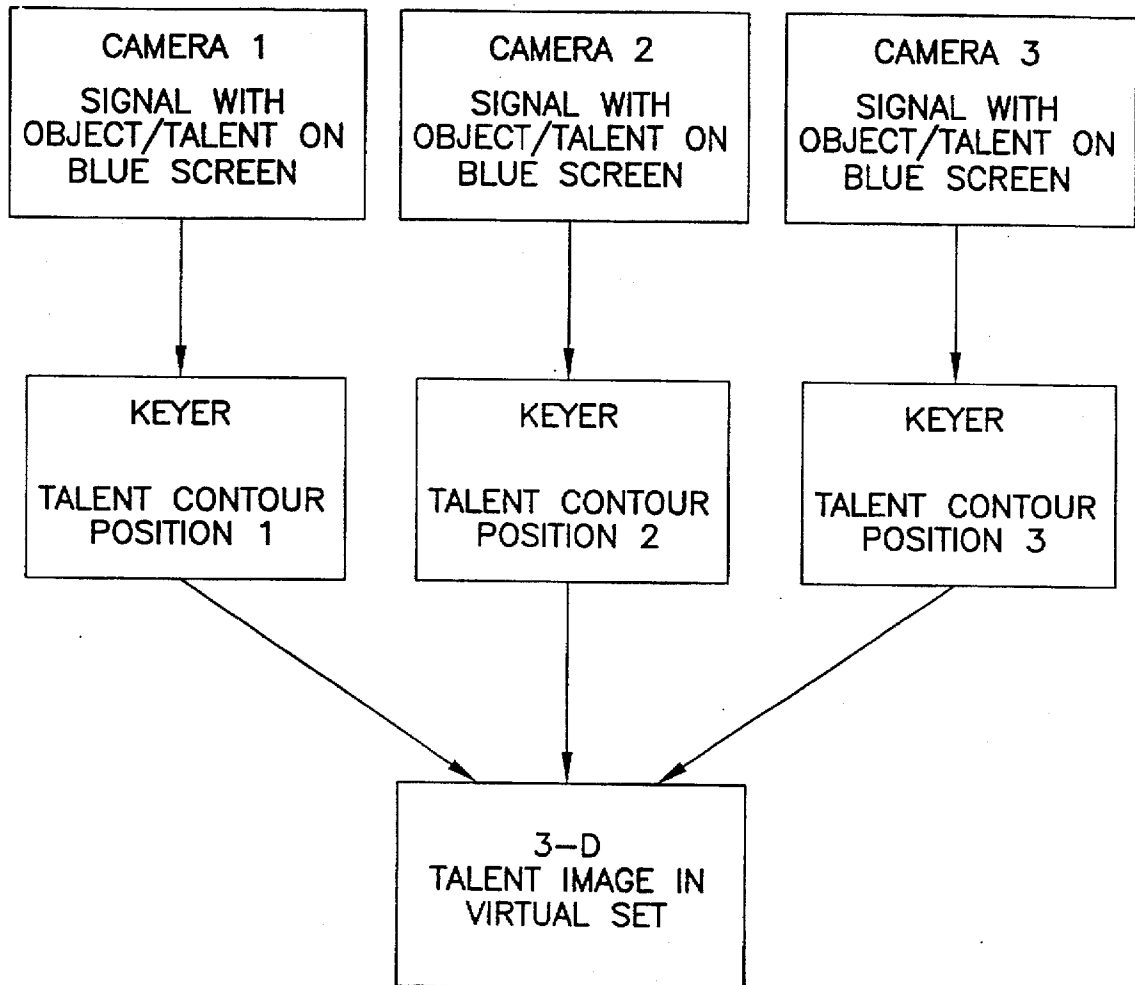 CAMERA 1
SIGNAL WITH
OBJECT/TALENT ON
BLUE SCREEN
CAMERA 2
SIGNAL WITH
OBJECT/TALENT ON
BLUE SCREEN
CAMERA 3
SIGNAL WITH
OBJECT/TALENT ON
BLUE SCREEN
KEYER
TALENT CONTOUR
POSITION 1
KEYER
TALENT CONTOUR
POSITION 2
KEYER
TALENT CONTOUR
POSITION 3
3-D
TALENT IMAGE IN
VIRTUAL SET